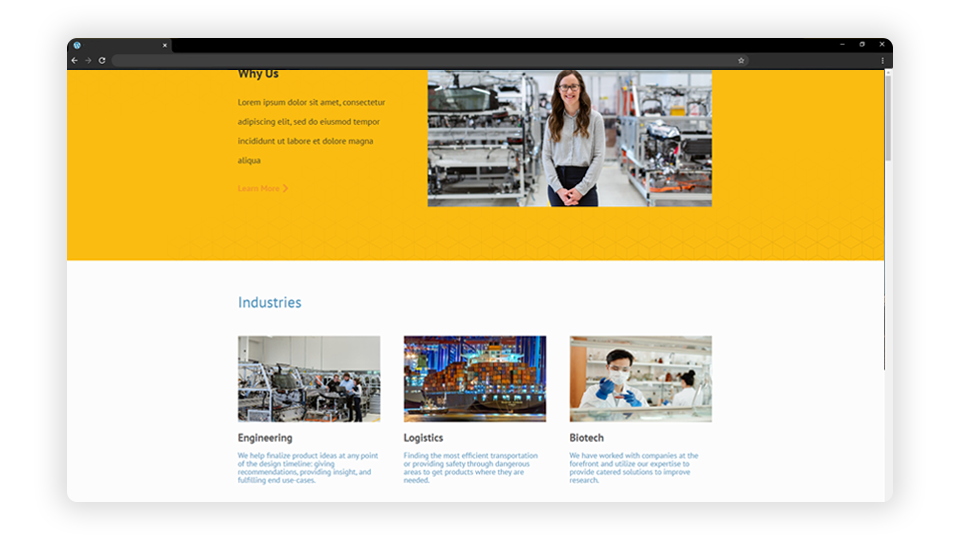 Why Us
Lorem ipsum dolor sit amet, consectetur
adipiscing elit, sed do eiusmod tempor
incididunt ut labore et dolore magna
aliqua
Learn More
Industries
Engineering
We help finalize product ideas at any point
of the design timeline: giving
recommendations, providing insight, and
fulfilling end use-cases.
Logistics
Finding the most efficient transportation
or providing safety through dangerous
areas to get products where they are
needed.
Biotech
We have worked with companies at the
forefront and utilize our expertise to
provide catered solutions to improve
research.